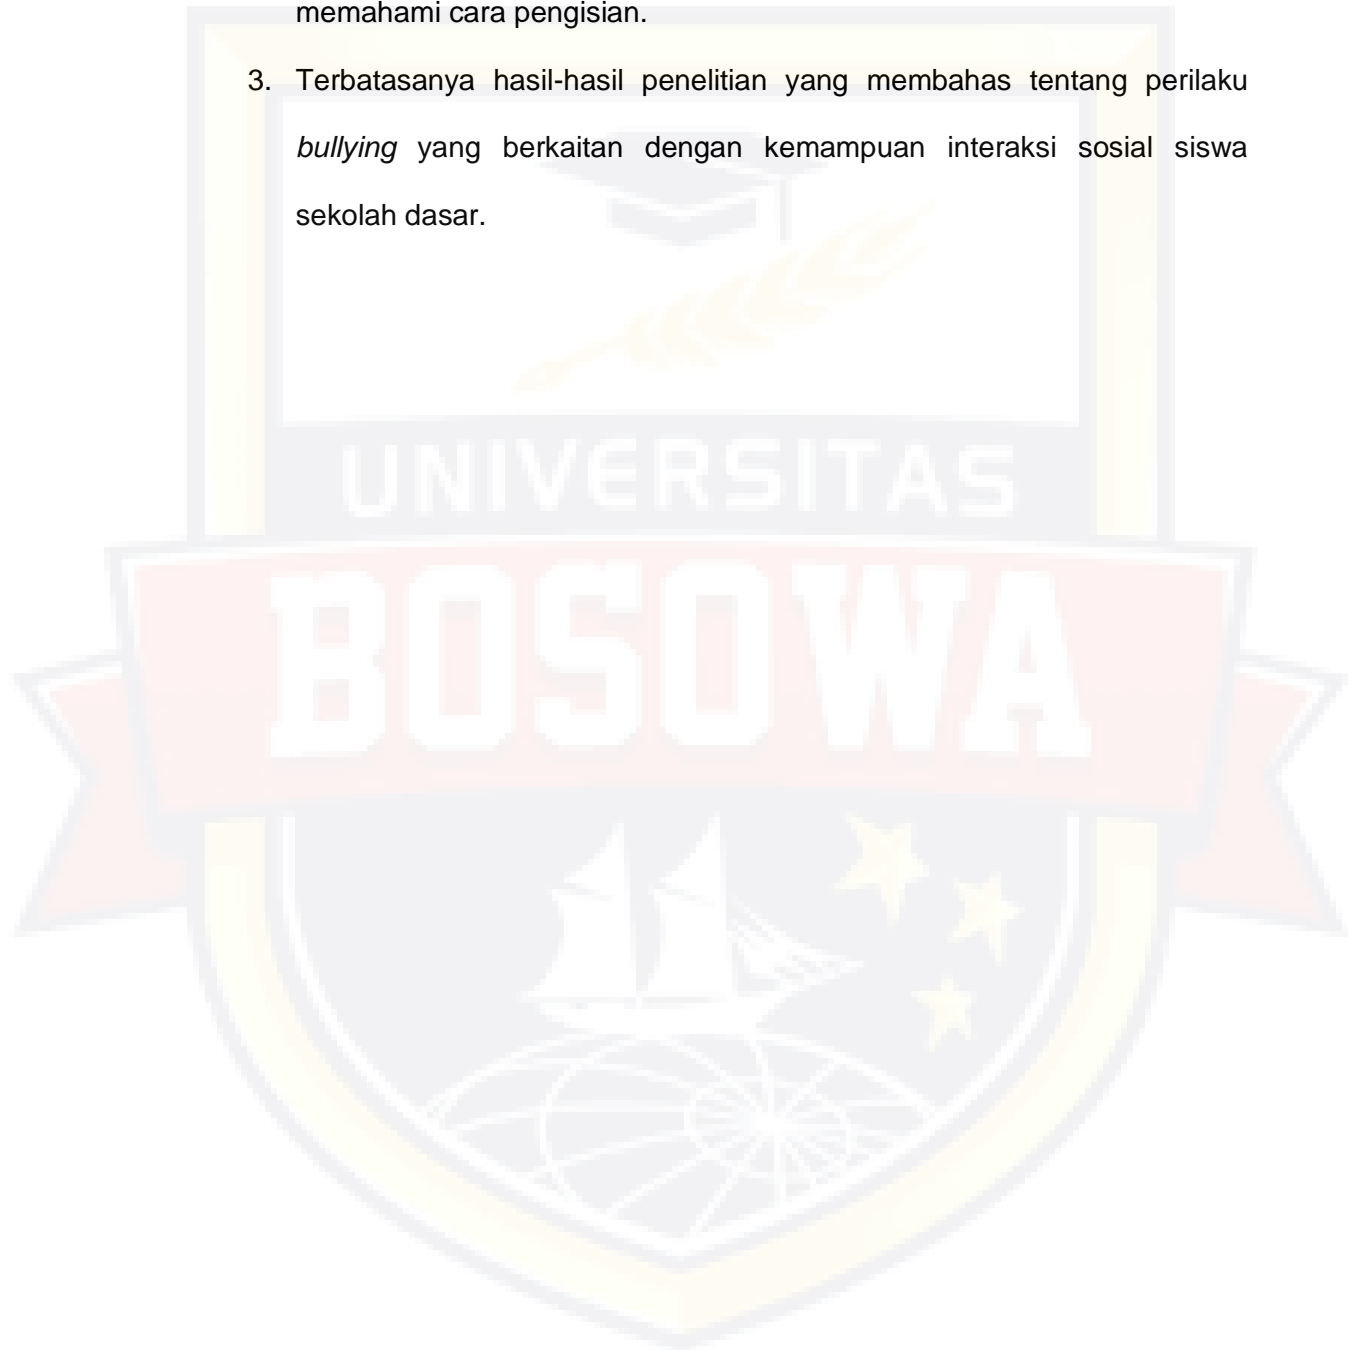 memahami cara pengisian.
3. Terbatasanya hasil-hasil penelitian yang membahas tentang perilaku
bullying yang berkaitan dengan kemampuan interaksi sosial siswa
sekolah dasar.
UNIVERSITAS
BOSOWA